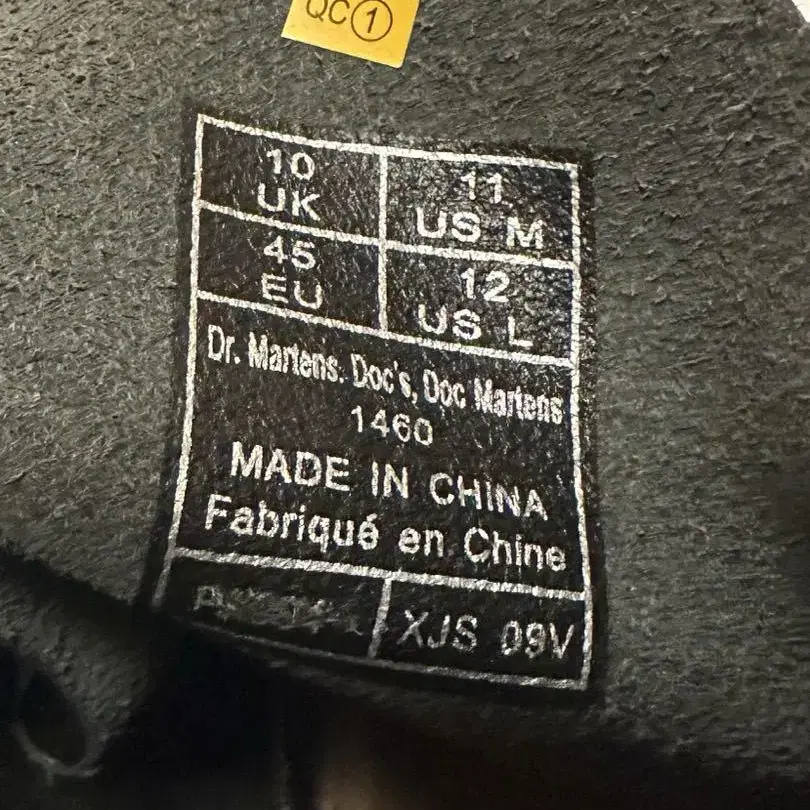 QC①
10
UK
11
US M
45
EU
12
US L
Dr. Martens. Doc's, Doc Martens
1460
MADE IN CHINA
Fabriqué en Chine
XJS 09V